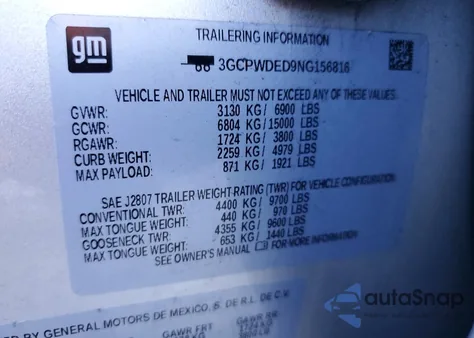 gm
TRAILERING INFORMATION
3GCPWDED9NG156816
VEHICLE AND TRAILER MUST NOT EXCEED ANY OF THESE VALUES.
GVWR: 3130 KG/ 6900 LBS
GCWR: 6804 KG/15000 LBS
RGAWR: 1724 KG/ 3800 LBS
CURB WEIGHT: 2259 KG/ 4979 LBS
MAX PAYLOAD: 871 KG/ 1921 LBS
SAE J2807 TRAILER WEIGHT RATING (TWR) FOR VEHICLE CONFIGURATION
CONVENTIONAL TWR: 4400 KG/ 9700 LBS
MAX TONGUE WEIGHT: 440 KG/ 970 LBS
GOOSENECK TWR: 4355 KG/ 9600 LBS
MAX TONGUE WEIGHT: 653 KG/ 1440 LBS
SEE OWNER'S MANUAL FOR MORE INFORMATION
BY GENERAL MOTORS DE MEXICO, S. DE R.L. DE C.V.
GAWR FRT GAWR RR
autoSnap